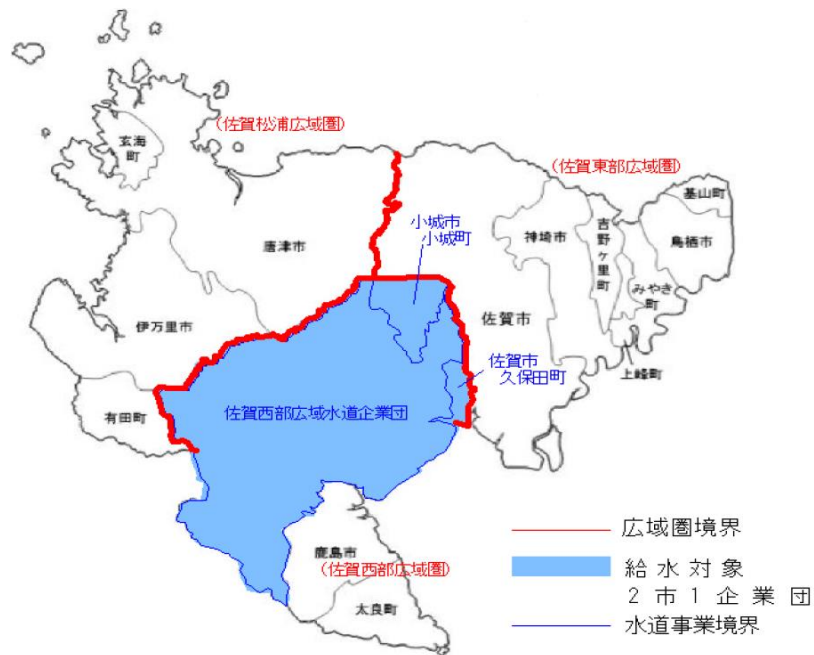 (佐賀松浦広域圏)
玄海
町
(佐賀東部広域圏)
基山町
小城市
小城町
神埼市
吉野ヶ里町
鳥栖市
唐津市
みやき
町
伊万里市
佐賀市
上峰町
佐賀市
久保田町
有田町
佐賀西部広域水道企業団
広域圏境界
鹿島市
(佐賀西部広域圏)
給水対象
2市1企業団
太良町
水道事業境界